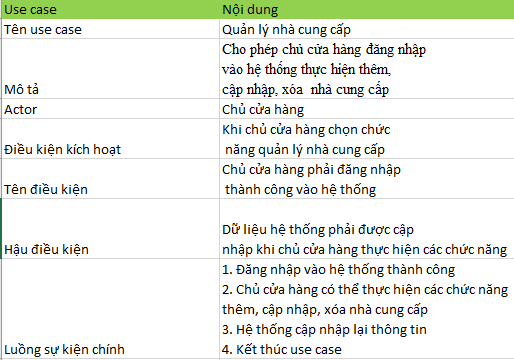 Use case Nội dung
Tên use case Quản lý nhà cung cấp
Cho phép chủ cửa hàng đăng nhập
vào hệ thống thực hiện thêm,
Mô tả cập nhập, xóa nhà cung cấp
Actor Chủ cửa hàng
Khi chủ cửa hàng chọn chức
Điều kiện kích hoạt năng quản lý nhà cung cấp
Chủ cửa hàng phải đăng nhập
Tên điều kiện thành công vào hệ thống
Dữ liệu hệ thống phải được cập
Hậu điều kiện nhập khi chủ cửa hàng thực hiện các chức năng
1. Đăng nhập vào hệ thống thành công
2. Chủ cửa hàng có thể thực hiện các chức năng
thêm, cập nhập, xóa nhà cung cấp
3. Hệ thống cập nhập lại thông tin
Luồng sự kiện chính 4. Kết thúc use case